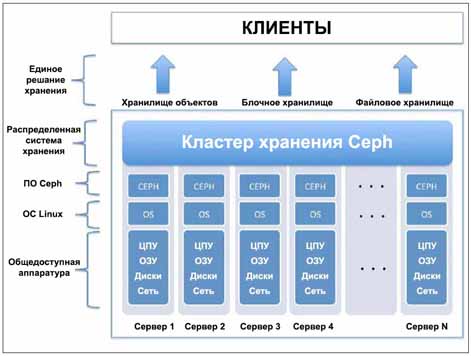 КЛИЕНТЫ
Единое
решение
хранения
Хранилище объектов
Блочное хранилище
Файловое хранилище
Распределенная
система
хранения
Кластер хранения Ceph
ПО Ceph
CEPH
CEPH
CEPH
CEPH
• • •
CEPH
ОС Linux
OS
OS
OS
OS
• • •
OS
Общедоступная
аппаратура
ЦПУ
ОЗУ
Диски
Сеть
ЦПУ
ОЗУ
Диски
Сеть
ЦПУ
ОЗУ
Диски
Сеть
ЦПУ
ОЗУ
Диски
Сеть
• • •
ЦПУ
ОЗУ
Диски
Сеть
Сервер 1
Сервер 2
Сервер 3
Сервер 4
Сервер N